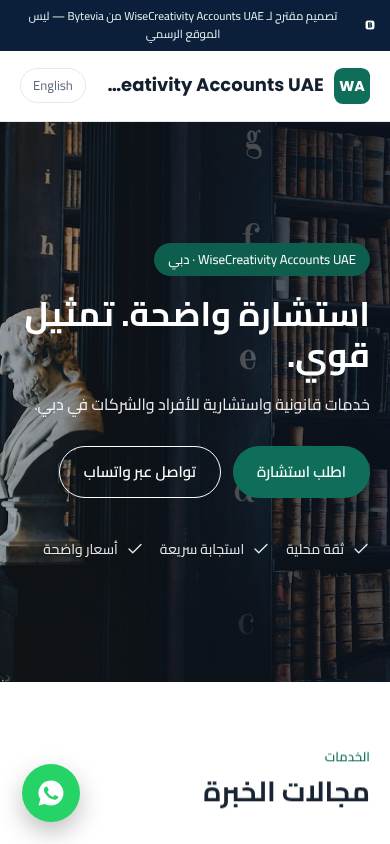 تصميم مقترح لـ WiseCreativity Accounts UAE من Bytevia — ليس
الموقع الرسمي
B
WA
...eativity Accounts UAE
English
k
g
i
f
h
g
e
c
WiseCreativity Accounts UAE · دبي
استشارة واضحة. تمثيل
قوي.
خدمات قانونية واستشارية للأفراد والشركات في دبي.
اطلب استشارة
تواصل عبر واتساب
ثقة محلية
استجابة سريعة
أسعار واضحة
الخدمات
مجالات الخبرة